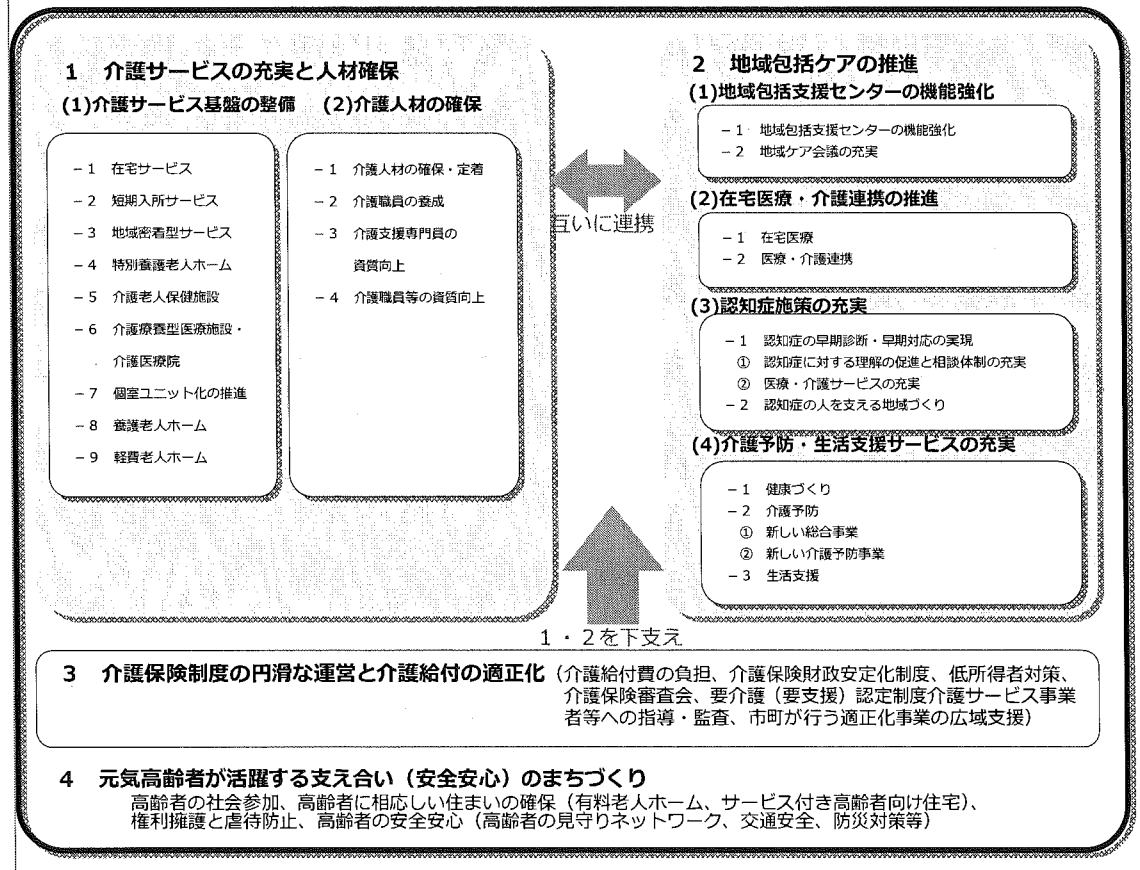 1 介護サービスの充実と人材確保
(1)介護サービス基盤の整備 (2)介護人材の確保
－1 在宅サービス
－2 短期入所サービス
－3 地域密着型サービス
－4 特別養護老人ホーム
－5 介護老人保健施設
－6 介護療養型医療施設・
介護医療院
－7 個室ユニット化の推進
－8 養護老人ホーム
－9 軽費老人ホーム
－1 介護人材の確保・定着
－2 介護職員の養成
－3 介護支援専門員の
資質向上
－4 介護職員等の資質向上
互いに連携
2 地域包括ケアの推進
(1)地域包括支援センターの機能強化
－1 地域包括支援センターの機能強化
－2 地域ケア会議の充実
(2)在宅医療・介護連携の推進
－1 在宅医療
－2 医療・介護連携
(3)認知症施策の充実
－1 認知症の早期診断・早期対応の実現
① 認知症に対する理解の促進と相談体制の充実
② 医療・介護サービスの充実
－2 認知症の人を支える地域づくり
(4)介護予防・生活支援サービスの充実
－1 健康づくり
－2 介護予防
① 新しい総合事業
② 新しい介護予防事業
－3 生活支援
1・2を下支え
3 介護保険制度の円滑な運営と介護給付の適正化（介護給付費の負担、介護保険財政安定化制度、低所得者対策、
介護保険審査会、要介護（要支援）認定制度介護サービス事業
者等への指導・監査、市町が行う適正化事業の広域支援）
4 元気高齢者が活躍する支え合い（安全安心）のまちづくり
高齢者の社会参加、高齢者に相応しい住まいの確保（有料老人ホーム、サービス付き高齢者向け住宅）、
権利擁護と虐待防止、高齢者の安全安心（高齢者の見守りネットワーク、交通安全、防災対策等）